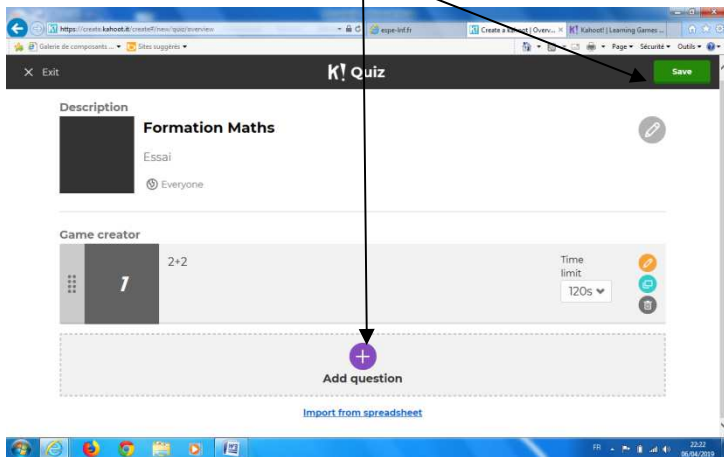 https://create.kahoot.it/create#/new/quiz/overview
espe-inf.fr
Create a kahoot | Overv...
Kahoot! | Learning Games ...
Galerie de composants ...
Sites suggérés
Page
Sécurité
Outils
X Exit
K! Quiz
Save
Description
Formation Maths
Essai
Everyone
Game creator
1
2+2
Time
limit
120s
Add question
Import from spreadsheet
FR
22:22
06/04/2019